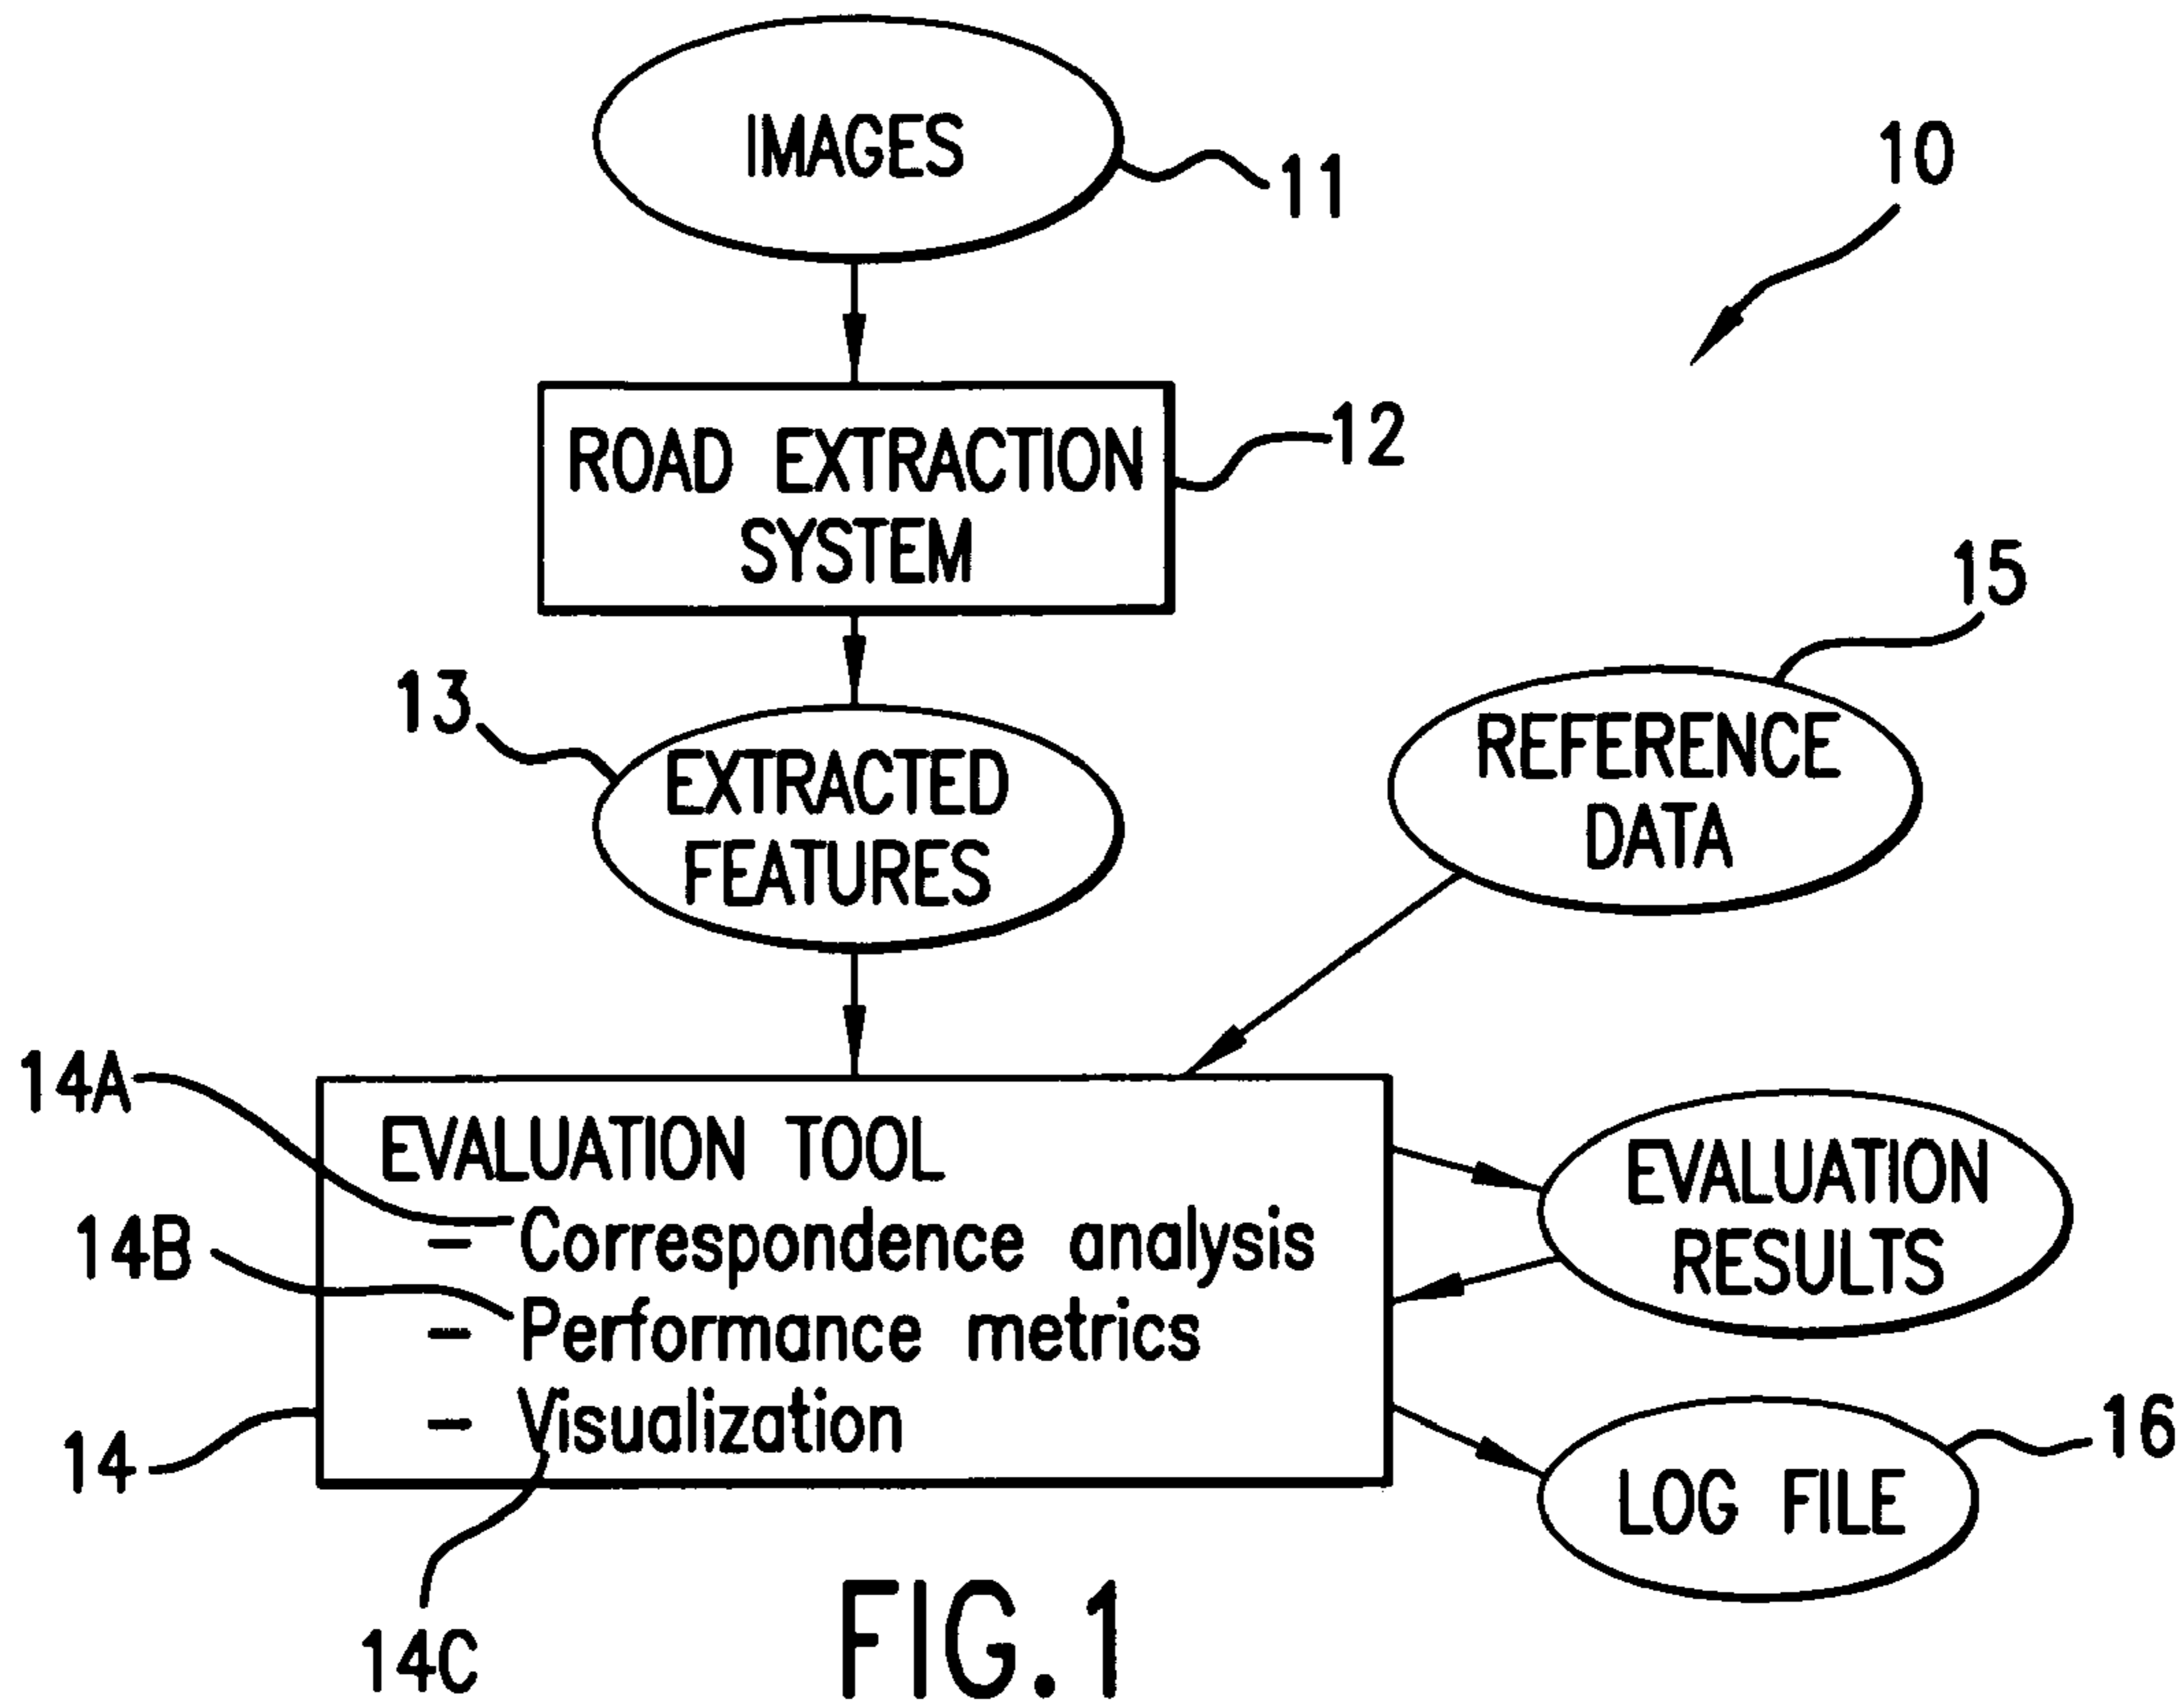 IMAGES
11
10
ROAD EXTRACTION
SYSTEM
12
15
13
EXTRACTED
FEATURES
REFERENCE
DATA
14A
EVALUATION TOOL
- Correspondence analysis
14B
- Performance metrics
14
- Visualization
14C
EVALUATION
RESULTS
16
LOG FILE
FIG.1